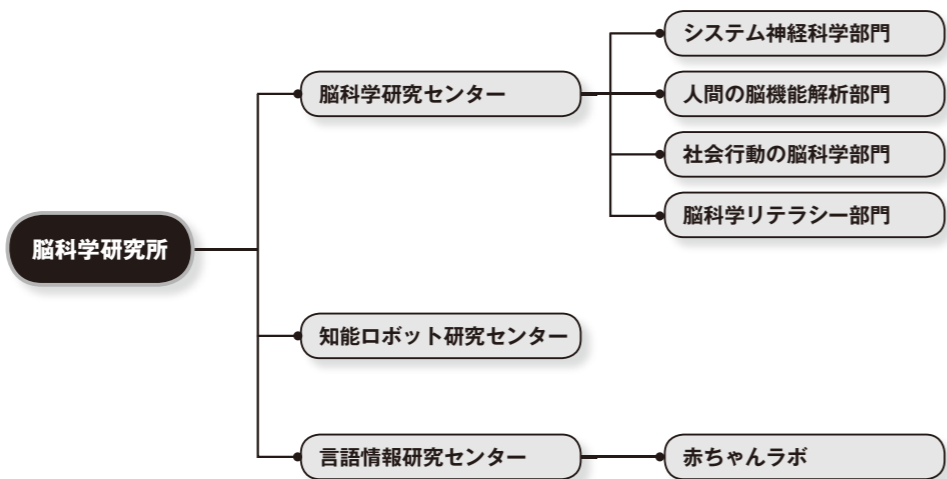 脳科学研究所
脳科学研究センター
システム神経科学部門
人間の脳機能解析部門
社会行動の脳科学部門
脳科学リテラシー部門
知能ロボット研究センター
言語情報研究センター
赤ちゃんラボ